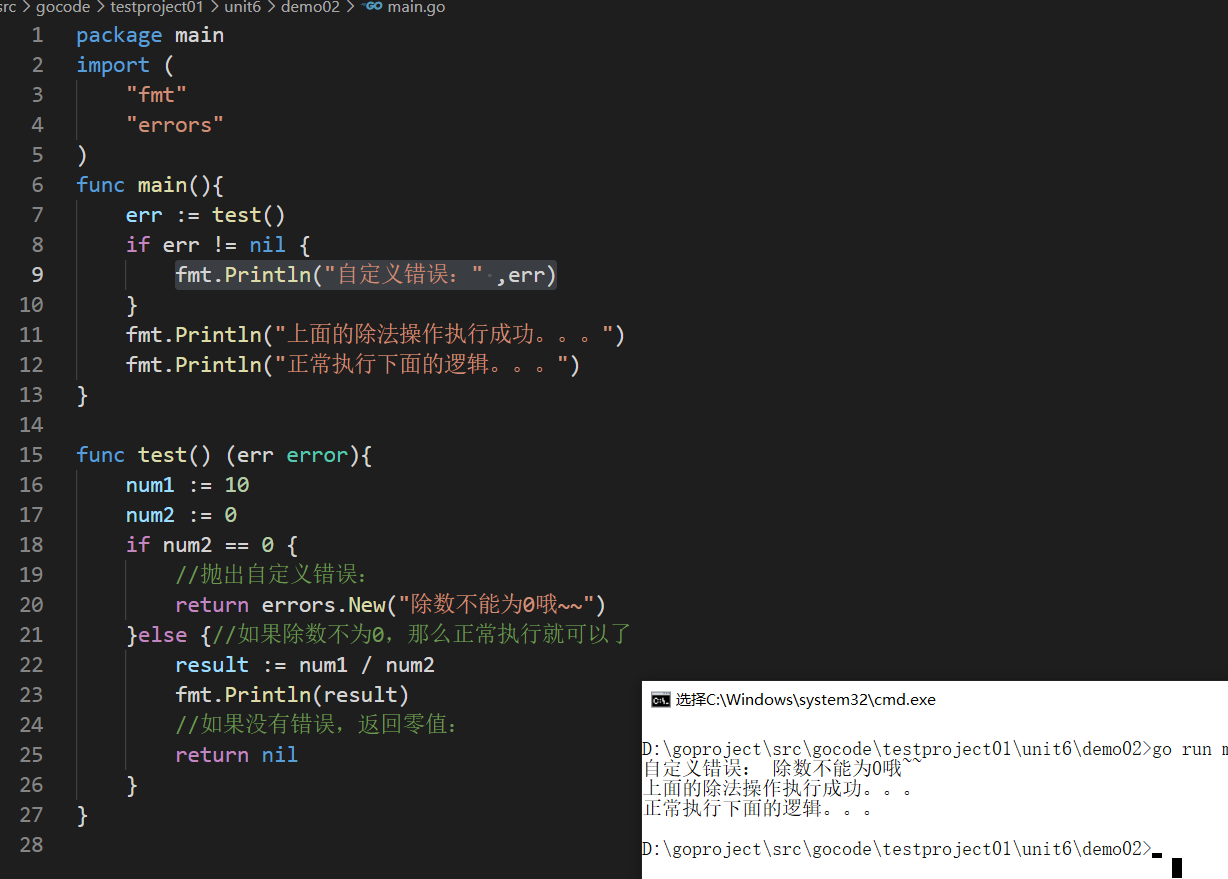 src > gocode > testproject01 > unit6 > demo02 > GO main.go
1 package main
2 import (
3 "fmt"
4 "errors"
5 )
6 func main(){
7 err := test()
8 if err != nil {
9 fmt.Println("自定义错误：" ,err)
10 }
11 fmt.Println("上面的除法操作执行成功。。。")
12 fmt.Println("正常执行下面的逻辑。。。")
13 }
14
15 func test() (err error){
16 num1 := 10
17 num2 := 0
18 if num2 == 0 {
19 //抛出自定义错误：
20 return errors.New("除数不能为0哦~~")
21 }else {//如果除数不为0，那么正常执行就可以了
22 result := num1 / num2
23 fmt.Println(result)
24 //如果没有错误，返回零值：
25 return nil
26 }
27 }
28
选择C:\Windows\system32\cmd.exe
D:\goproject\src\gocode\testproject01\unit6\demo02>go run m
自定义错误： 除数不能为0哦~~
上面的除法操作执行成功。。。
正常执行下面的逻辑。。。
D:\goproject\src\gocode\testproject01\unit6\demo02>